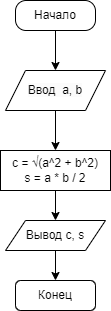 Начало
Ввод a, b
c = √(a^2 + b^2)
s = a * b / 2
Вывод c, s
Конец